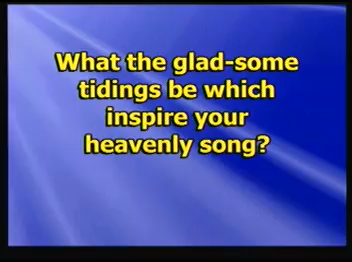 What the glad-some
tidings be which
inspire your
heavenly song?